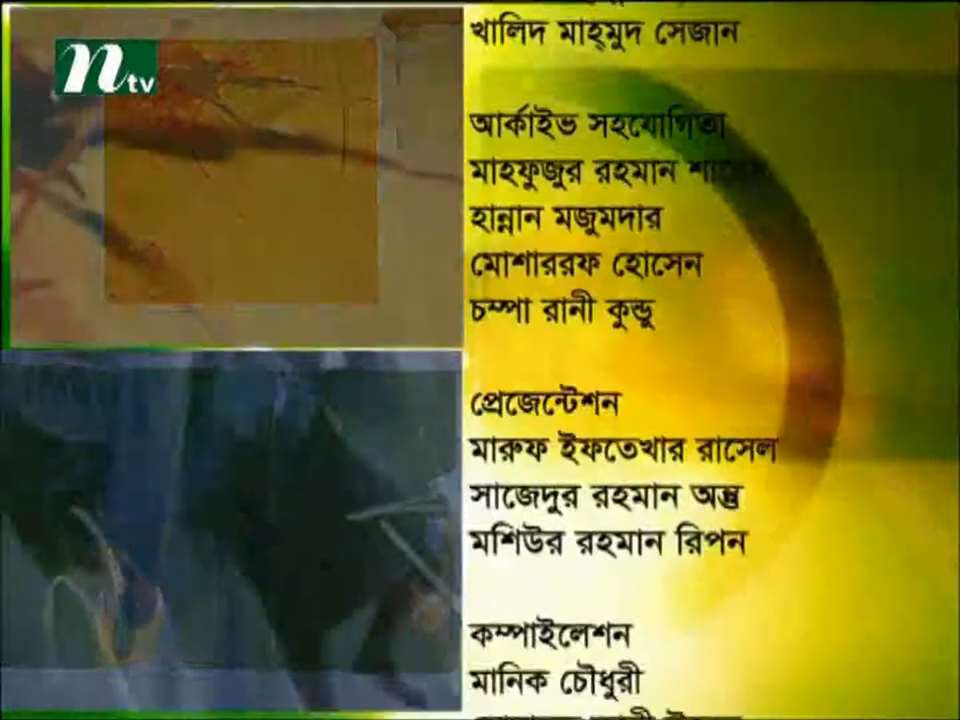 ntv
খালিদ মাহ্‌মুদ সেজান
আর্কাইভ সহযোগিতা
মাহফুজুর রহমান
হান্নান মজুমদার
মোশাররফ হোসেন
চম্পা রানী কুন্ডু
প্রেজেন্টেশন
মারুফ ইফতেখার রাসেল
সাজেদুর রহমান অন্তু
মশিউর রহমান রিপন
কম্পাইলেশন
মানিক চৌধুরী